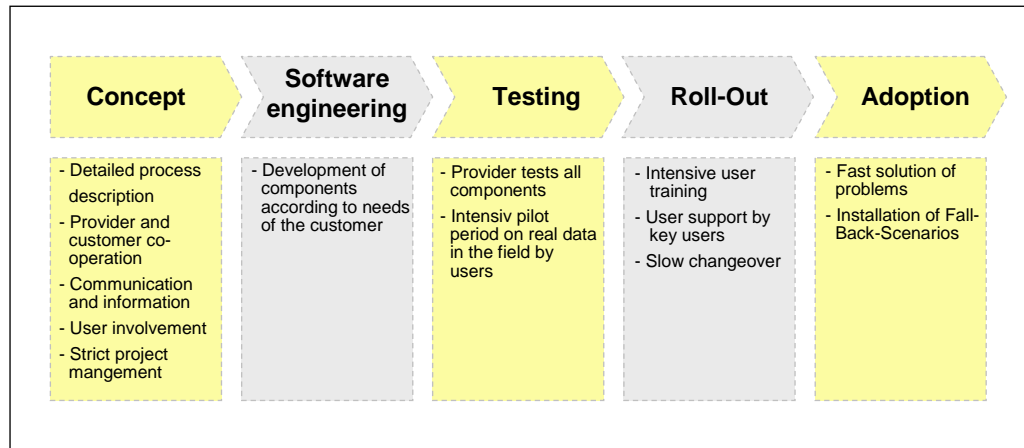 Concept
Software
engineering
Testing
Roll-Out
Adoption
- Detailed process
description
- Provider and
customer co-
operation
- Communication
and information
- User involvement
- Strict project
mangement
- Development of
components
according to needs
of the customer
- Provider tests all
components
- Intensiv pilot
period on real data
in the field by
users
- Intensive user
training
- User support by
key users
- Slow changeover
- Fast solution of
problems
- Installation of Fall-
Back-Scenarios